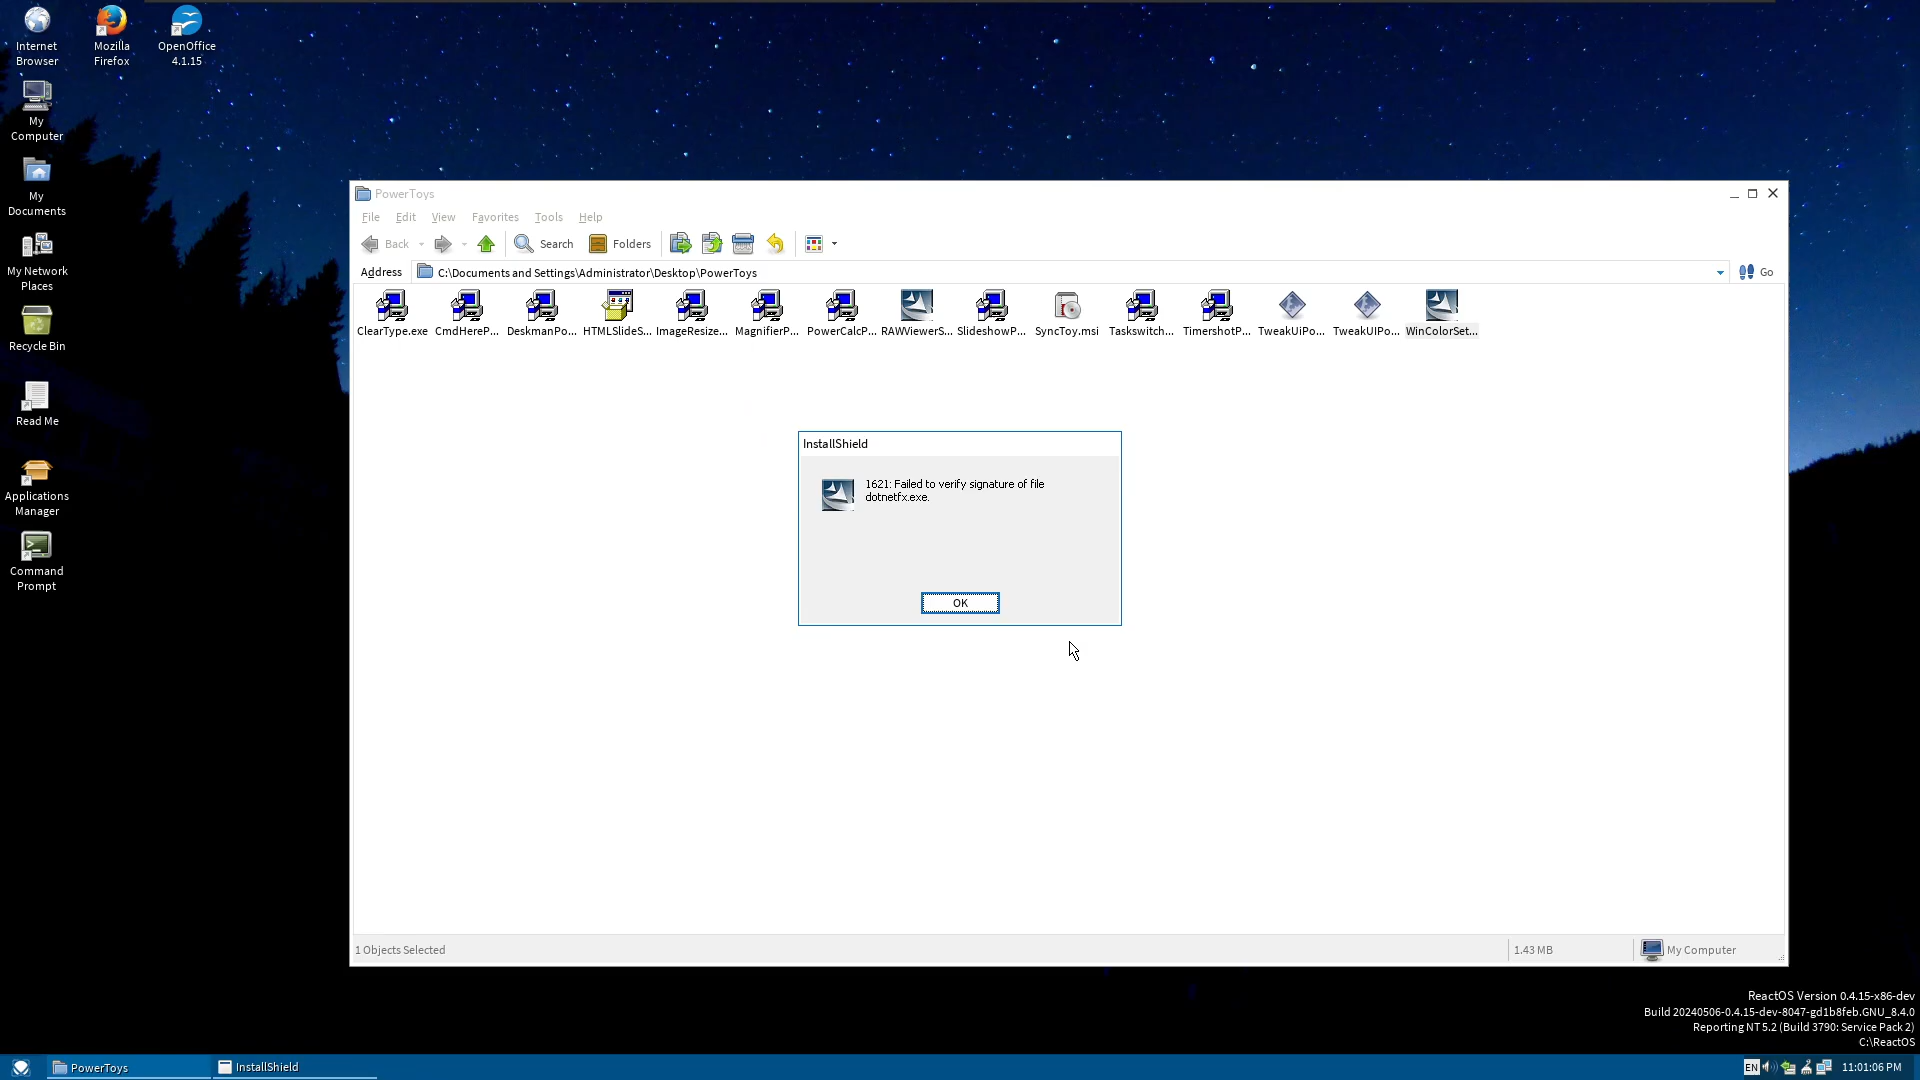 Internet
Browser
Mozilla
Firefox
OpenOffice
4.1.15
My
Computer
My
Documents
My Network
Places
Recycle Bin
Read Me
Applications
Manager
Command
Prompt
PowerToys
File Edit View Favorites Tools Help
Back Search Folders
Address C:\Documents and Settings\Administrator\Desktop\PowerToys Go
ClearType.exe CmdHereP... DeskmanPo... HTMLSlideS... ImageResize... MagnifierP... PowerCalcP... RAWViewerS... SlideshowP... SyncToy.msi Taskswitch... TimershotP... TweakUiPo... TweakUIPo... WinColorSet...
InstallShield
1621: Failed to verify signature of file
dotnetfx.exe.
OK
1 Objects Selected 1.43 MB My Computer
ReactOS Version 0.4.15-x86-dev
Build 20240506-0.4.15-dev-8047-gd1b8feb.GNU_8.4.0
Reporting NT 5.2 (Build 3790: Service Pack 2)
C:\ReactOS
PowerToys InstallShield EN 11:01:06 PM